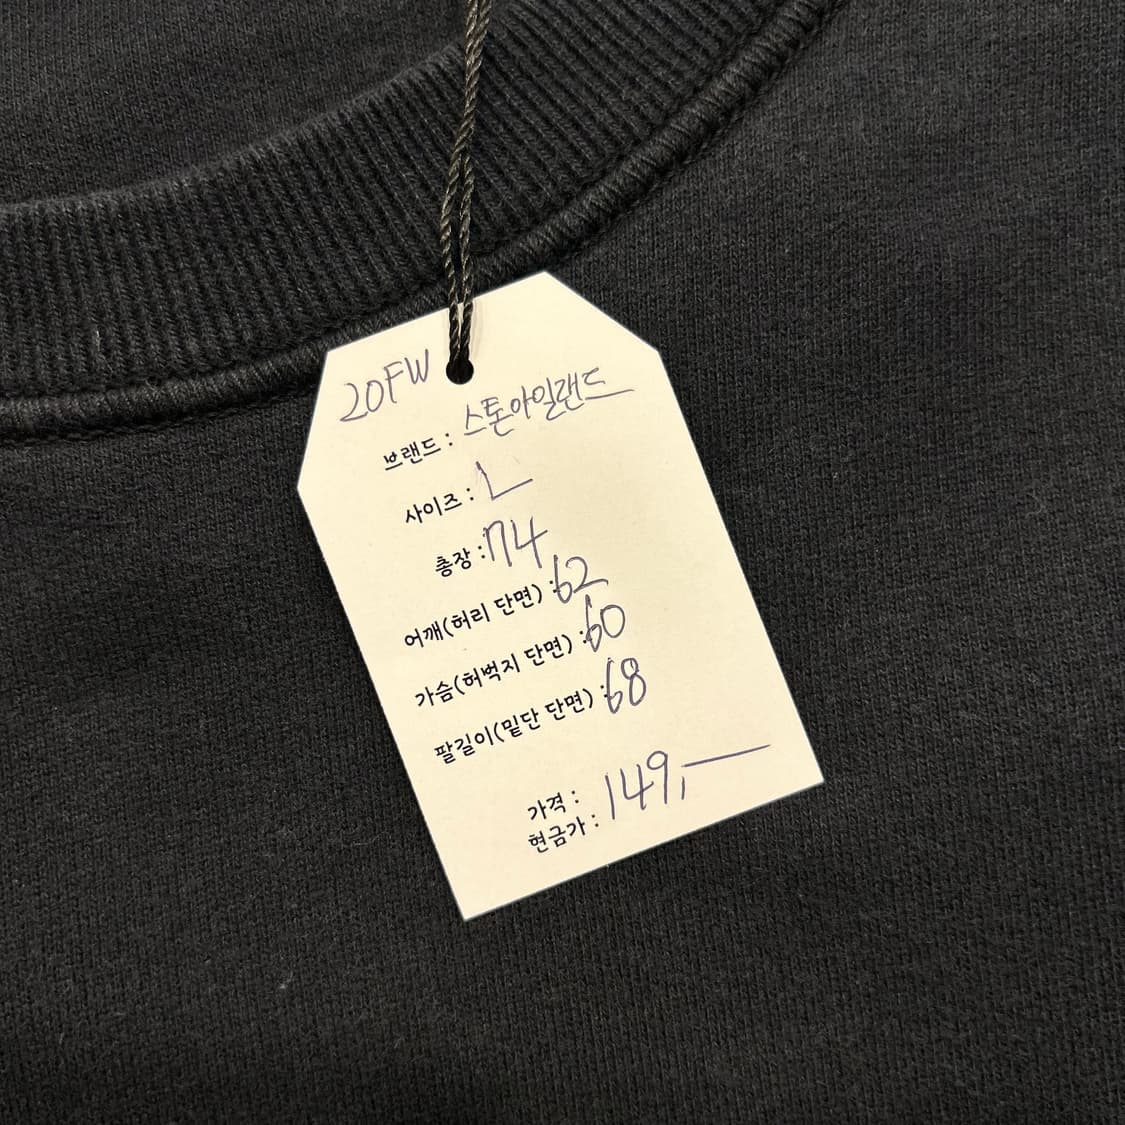 20FW
브랜드 : 스톤아일랜드
사이즈 : L
총장 : 74
어깨(허리 단면) : 62
가슴(허벅지 단면) : 60
팔길이(밑단 단면) : 68
가격 : 149,—
현금가 :